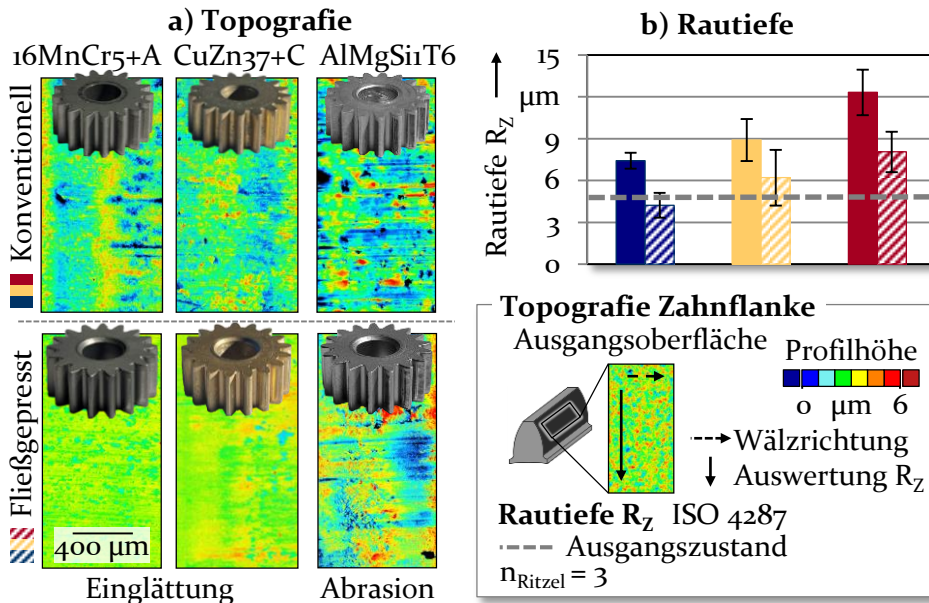 a) Topografie
16MnCr5+A CuZn37+C AlMgSi1T6
Konventionell
Fließgepresst
400 µm
Einglättung Abrasion
b) Rautiefe
Rautiefe R_Z
15
µm
9
6
3
0
Topografie Zahnflanke
Ausgangsoberfläche
Profilhöhe
0 µm 6
Wälzrichtung
Auswertung R_Z
Rautiefe R_Z ISO 4287
Ausgangszustand
n_Ritzel = 3